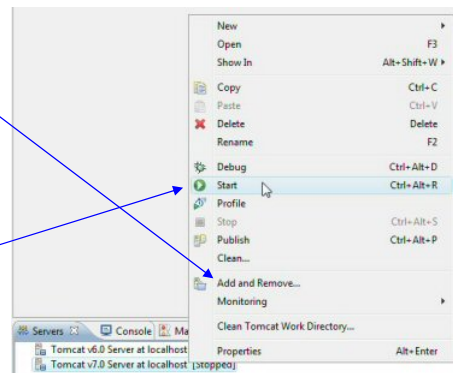 New
Open F3
Show In Alt+Shift+W
Copy Ctrl+C
Paste Ctrl+V
Delete Delete
Rename F2
Debug Ctrl+Alt+D
Start Ctrl+Alt+R
Profile
Stop Ctrl+Alt+S
Publish Ctrl+Alt+P
Clean...
Add and Remove...
Monitoring
Clean Tomcat Work Directory...
Properties Alt+Enter
Servers Console Ma
Tomcat v6.0 Server at localhost
Tomcat v7.0 Server at localhost [Stopped]